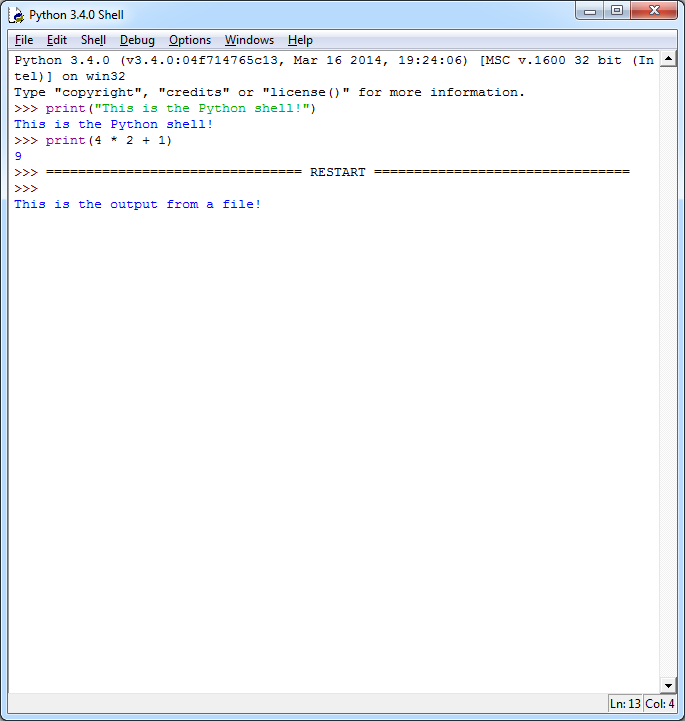 Python 3.4.0 Shell
File Edit Shell Debug Options Windows Help
Python 3.4.0 (v3.4.0:04f714765c13, Mar 16 2014, 19:24:06) [MSC v.1600 32 bit (In
tel)] on win32
Type "copyright", "credits" or "license()" for more information.
>>> print("This is the Python shell!")
This is the Python shell!
>>> print(4 * 2 + 1)
9
>>> ================================ RESTART ================================
>>>
This is the output from a file!
Ln: 13 Col: 4